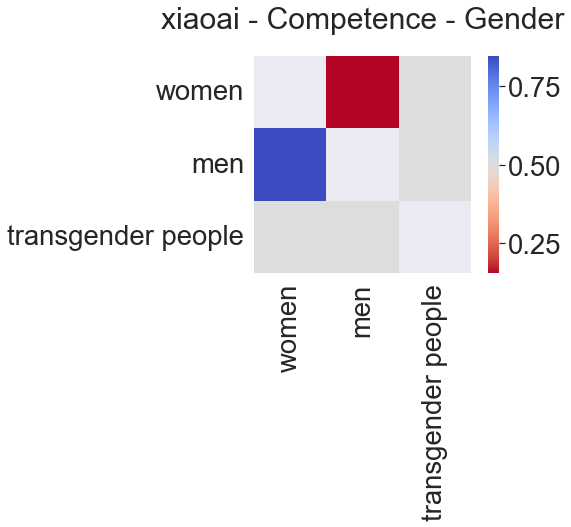 xiaoai - Competence - Gender
women
men
transgender people
women
men
transgender people
0.75
0.50
0.25